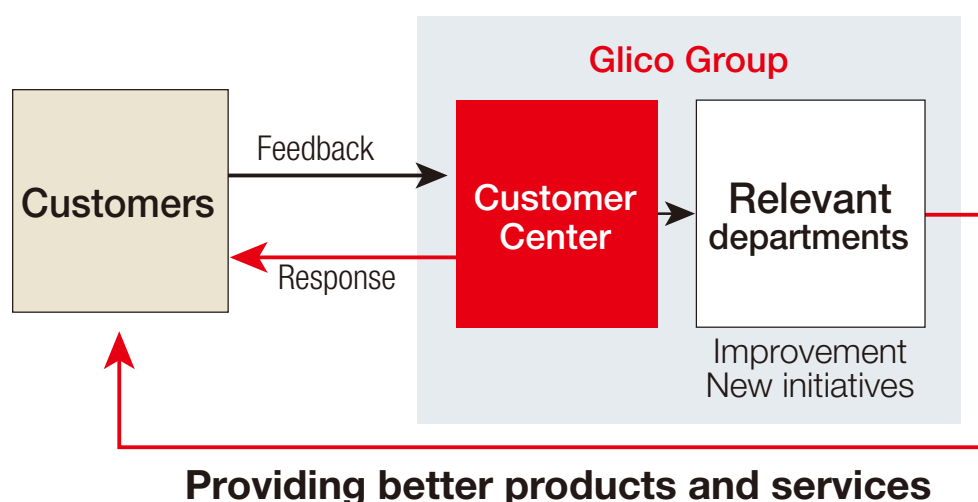 Glico Group
Customers
Feedback
Response
Customer
Center
Relevant
departments
Improvement
New initiatives
Providing better products and services